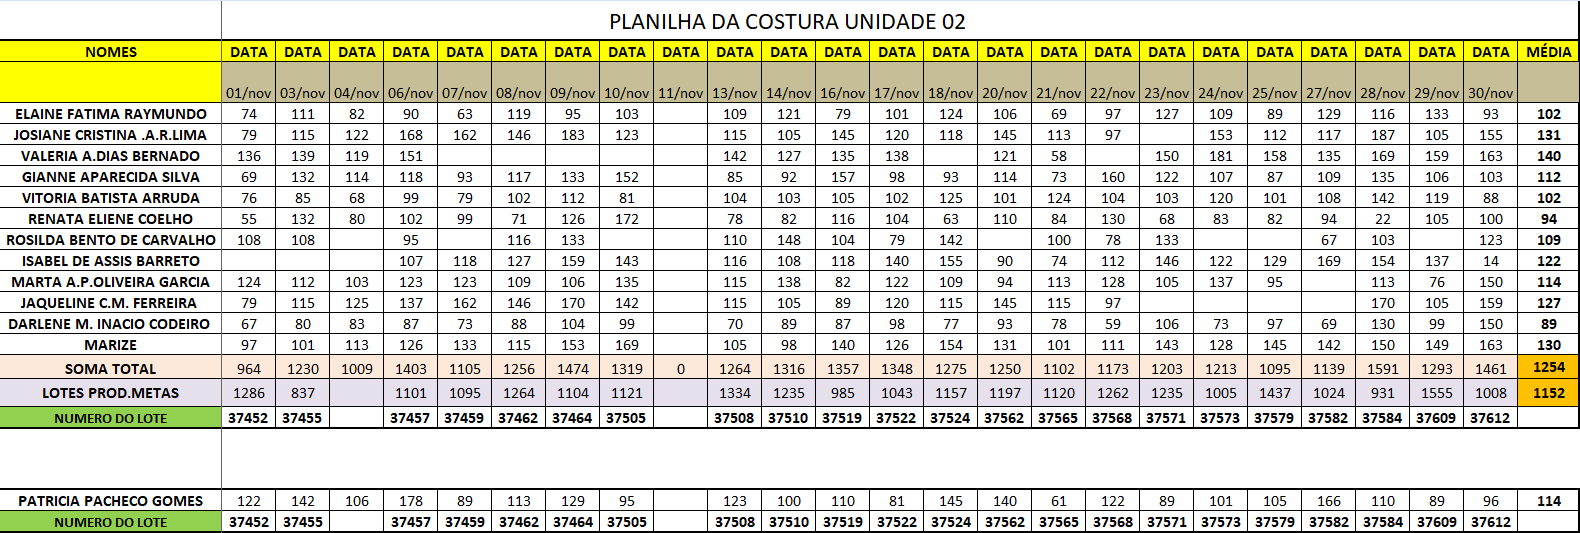 PLANILHA DA COSTURA UNIDADE 02
NOMES DATA DATA DATA DATA DATA DATA DATA DATA DATA DATA DATA DATA DATA DATA DATA DATA DATA DATA DATA DATA DATA DATA DATA DATA MÉDIA
01/nov 03/nov 04/nov 06/nov 07/nov 08/nov 09/nov 10/nov 11/nov 13/nov 14/nov 16/nov 17/nov 18/nov 20/nov 21/nov 22/nov 23/nov 24/nov 25/nov 27/nov 28/nov 29/nov 30/nov
ELAINE FATIMA RAYMUNDO 74 111 82 90 63 119 95 103 109 121 79 101 124 106 69 97 127 109 89 129 116 133 93 102
JOSIANE CRISTINA .A.R.LIMA 79 115 122 168 162 146 183 123 115 105 145 120 118 145 113 97 153 112 117 187 105 155 131
VALERIA A.DIAS BERNADO 136 139 119 151 142 127 135 138 121 58 150 181 158 135 169 159 163 140
GIANNE APARECIDA SILVA 69 132 114 118 93 117 133 152 85 92 157 98 93 114 73 160 122 107 87 109 135 106 103 112
VITORIA BATISTA ARRUDA 76 85 68 99 79 102 112 81 104 103 105 102 125 101 124 104 103 120 101 108 142 119 88 102
RENATA ELIENE COELHO 55 132 80 102 99 71 126 172 78 82 116 104 63 110 84 130 68 83 82 94 22 105 100 94
ROSILDA BENTO DE CARVALHO 108 108 95 116 133 110 148 104 79 142 100 78 133 67 103 123 109
ISABEL DE ASSIS BARRETO 107 118 127 159 143 116 108 118 140 155 90 74 112 146 122 129 169 154 137 14 122
MARTA A.P.OLIVEIRA GARCIA 124 112 103 123 123 109 106 135 115 138 82 122 109 94 113 128 105 137 95 113 76 150 114
JAQUELINE C.M. FERREIRA 79 115 125 137 162 146 170 142 115 105 89 120 115 145 115 97 170 105 159 127
DARLENE M. INACIO CODEIRO 67 80 83 87 73 88 104 99 70 89 87 98 77 93 78 59 106 73 97 69 130 99 150 89
MARIZE 97 101 113 126 133 115 153 169 105 98 140 126 154 131 101 111 143 128 145 142 150 149 163 130
SOMA TOTAL 964 1230 1009 1403 1105 1256 1474 1319 0 1264 1316 1357 1348 1275 1250 1102 1173 1203 1213 1095 1139 1591 1293 1461 1254
LOTES PROD.METAS 1286 837 1101 1095 1264 1104 1121 1334 1235 985 1043 1157 1197 1120 1262 1235 1005 1437 1024 931 1555 1008 1152
NUMERO DO LOTE 37452 37455 37457 37459 37462 37464 37505 37508 37510 37519 37522 37524 37562 37565 37568 37571 37573 37579 37582 37584 37609 37612
PATRICIA PACHECO GOMES 122 142 106 178 89 113 129 95 123 100 110 81 145 140 61 122 89 101 105 166 110 89 96 114
NUMERO DO LOTE 37452 37455 37457 37459 37462 37464 37505 37508 37510 37519 37522 37524 37562 37565 37568 37571 37573 37579 37582 37584 37609 37612